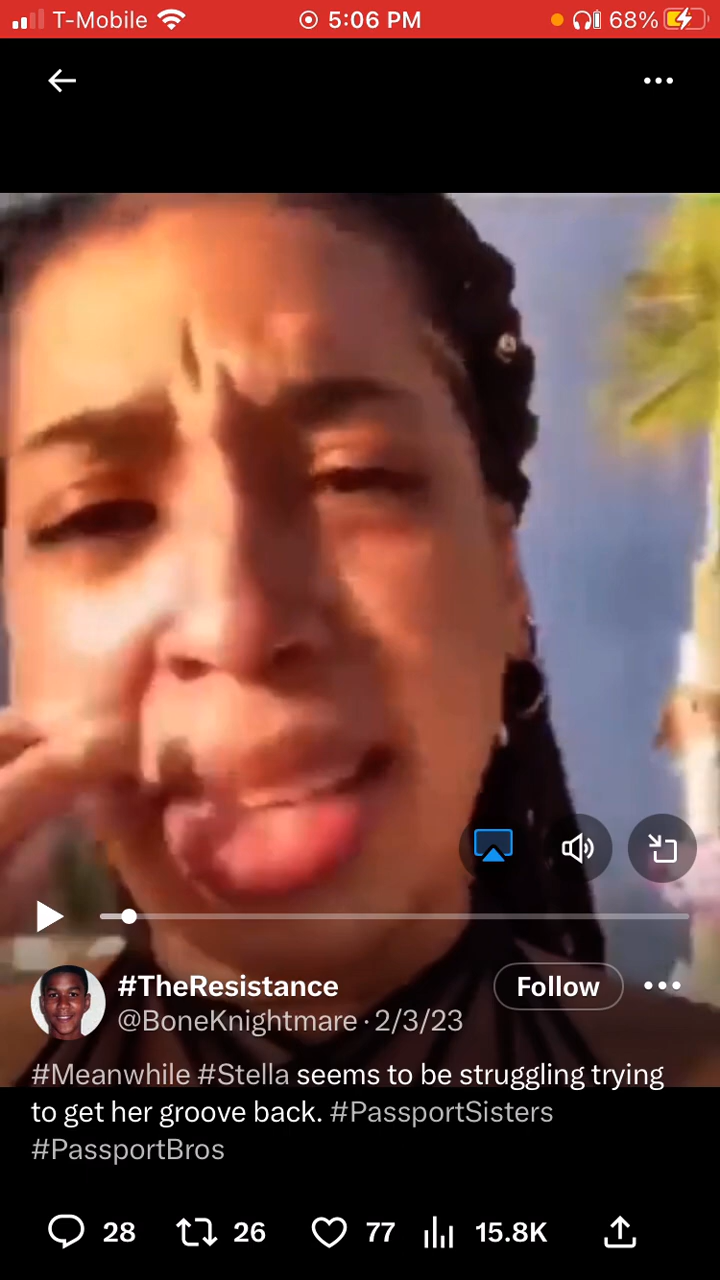 T-Mobile 5:06 PM 68%
#TheResistance Follow
@BoneKnightmare · 2/3/23
#Meanwhile #Stella seems to be struggling trying
to get her groove back. #PassportSisters
#PassportBros
28 26 77 15.8K